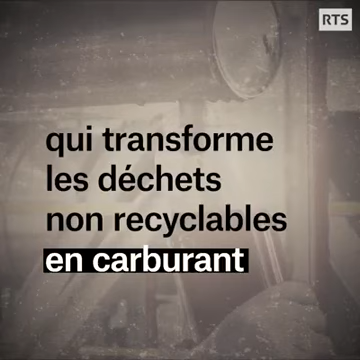 RTS
qui transforme
les déchets
non recyclables
en carburant